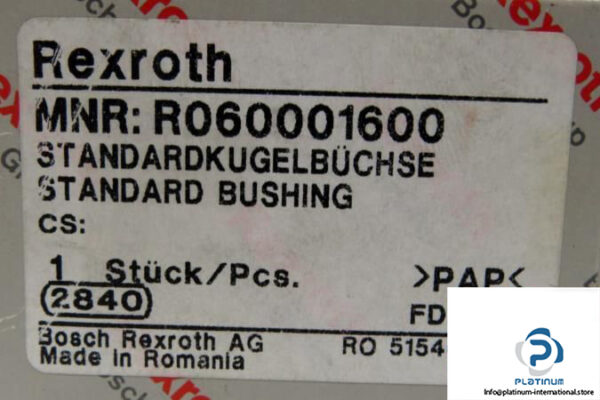 Rexroth
MNR: R060001600
STANDARDKUGELBÜCHSE
STANDARD BUSHING
CS:
1 Stück/Pcs. >PAP<
2840 FD
Bosch Rexroth AG RO 5154
Made in Romania
PLATINUM
Info@platinum-international.store